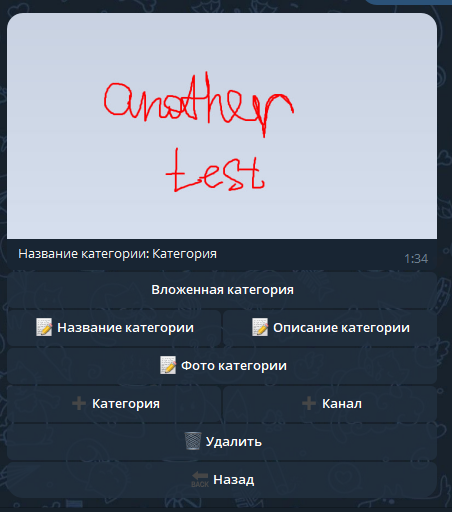 another
test
Название категории: Категория
1:34
Вложенная категория
📝 Название категории 📝 Описание категории
📝 Фото категории
➕ Категория ➕ Канал
🗑 Удалить
🔙 Назад